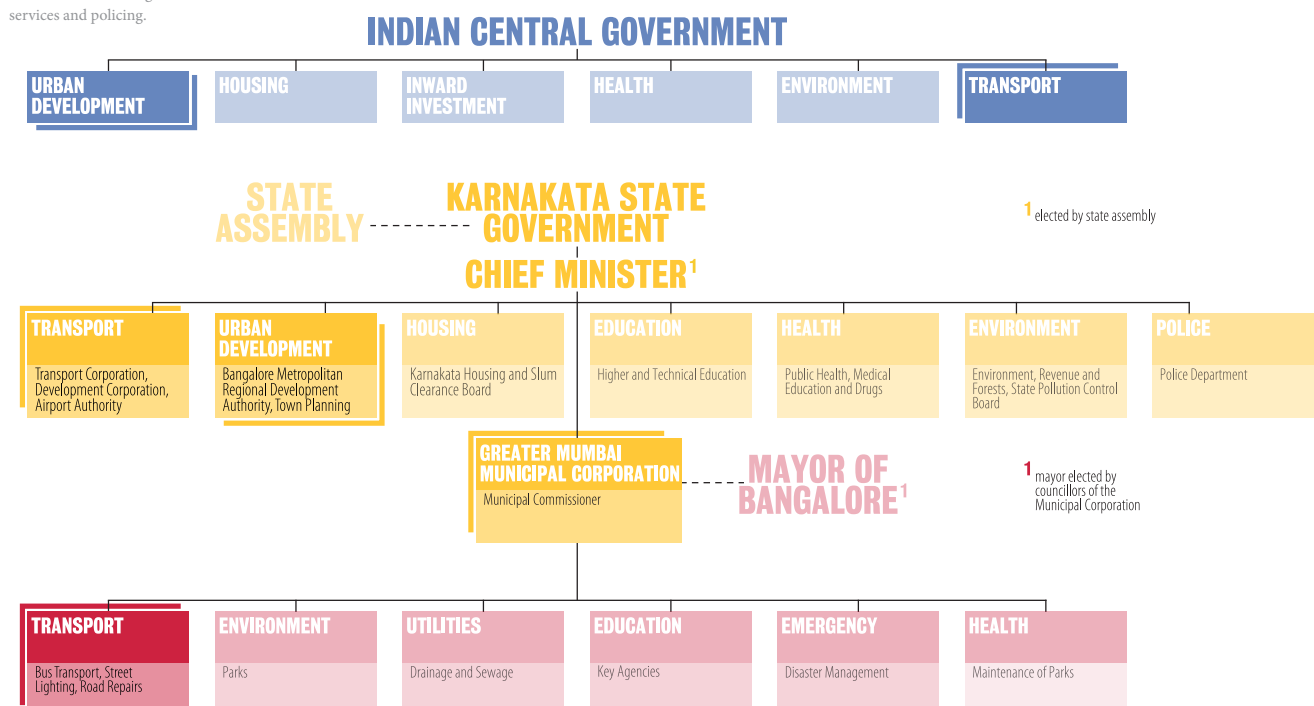 services and policing.
INDIAN CENTRAL GOVERNMENT
URBAN
DEVELOPMENT
HOUSING
INWARD
INVESTMENT
HEALTH
ENVIRONMENT
TRANSPORT
STATE
ASSEMBLY
KARNAKATA STATE
GOVERNMENT
1 elected by state assembly
CHIEF MINISTER1
TRANSPORT
Transport Corporation,
Development Corporation,
Airport Authority
URBAN
DEVELOPMENT
Bangalore Metropolitan
Regional Development
Authority, Town Planning
HOUSING
Karnakata Housing and Slum
Clearance Board
EDUCATION
Higher and Technical Education
HEALTH
Public Health, Medical
Education and Drugs
ENVIRONMENT
Environment, Revenue and
Forests, State Pollution Control
Board
POLICE
Police Department
GREATER MUMBAI
MUNICIPAL CORPORATION
Municipal Commissioner
MAYOR OF
BANGALORE1
1 mayor elected by
councillors of the
Municipal Corporation
TRANSPORT
Bus Transport, Street
Lighting, Road Repairs
ENVIRONMENT
Parks
UTILITIES
Drainage and Sewage
EDUCATION
Key Agencies
EMERGENCY
Disaster Management
HEALTH
Maintenance of Parks